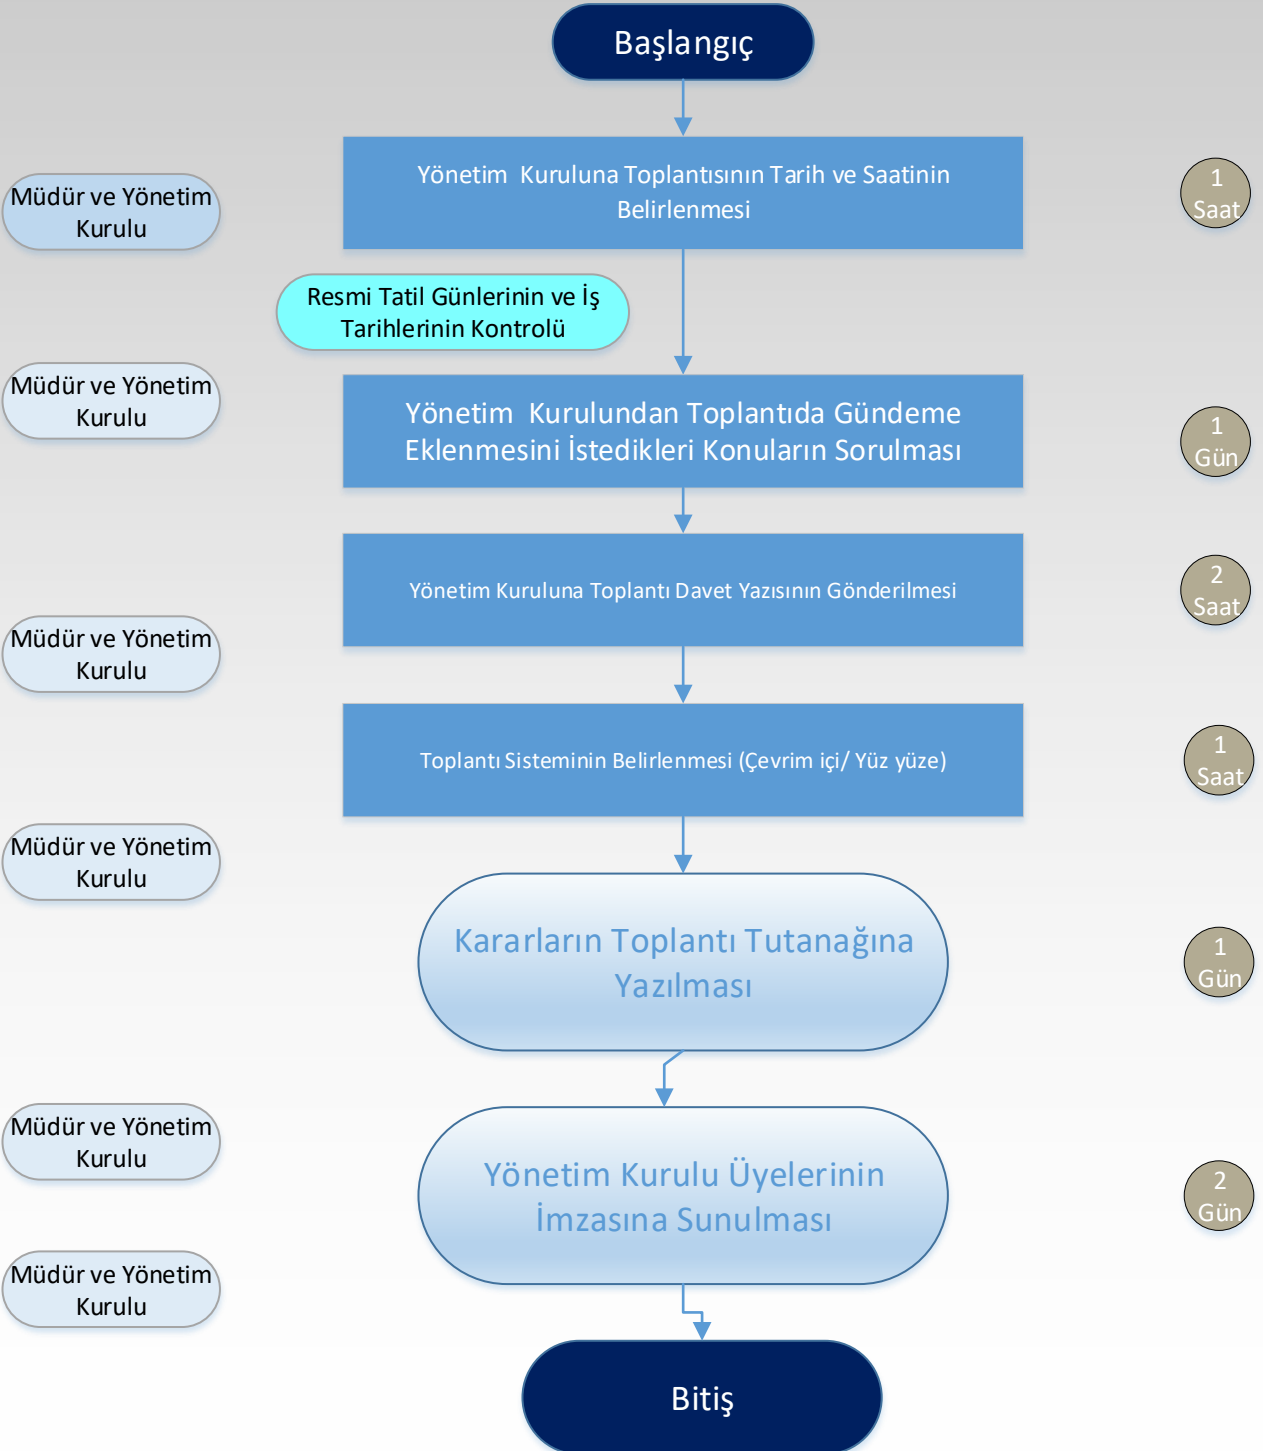 Başlangıç
Yönetim  Kuruluna Toplantısının Tarih ve Saatinin
Belirlenmesi
Müdür ve Yönetim
Kurulu
1
Saat
Resmi Tatil Günlerinin ve İş
Tarihlerinin Kontrolü
Müdür ve Yönetim
Kurulu
Yönetim  Kurulundan Toplantıda Gündeme
Eklenmesini İstedikleri Konuların Sorulması
1
Gün
Yönetim Kuruluna Toplantı Davet Yazısının Gönderilmesi
2
Saat
Müdür ve Yönetim
Kurulu
Toplantı Sisteminin Belirlenmesi (Çevrim içi/ Yüz yüze)
1
Saat
Müdür ve Yönetim
Kurulu
Kararların Toplantı Tutanağına
Yazılması
1
Gün
Müdür ve Yönetim
Kurulu
Yönetim Kurulu Üyelerinin
İmzasına Sunulması
2
Gün
Müdür ve Yönetim
Kurulu
Bitiş